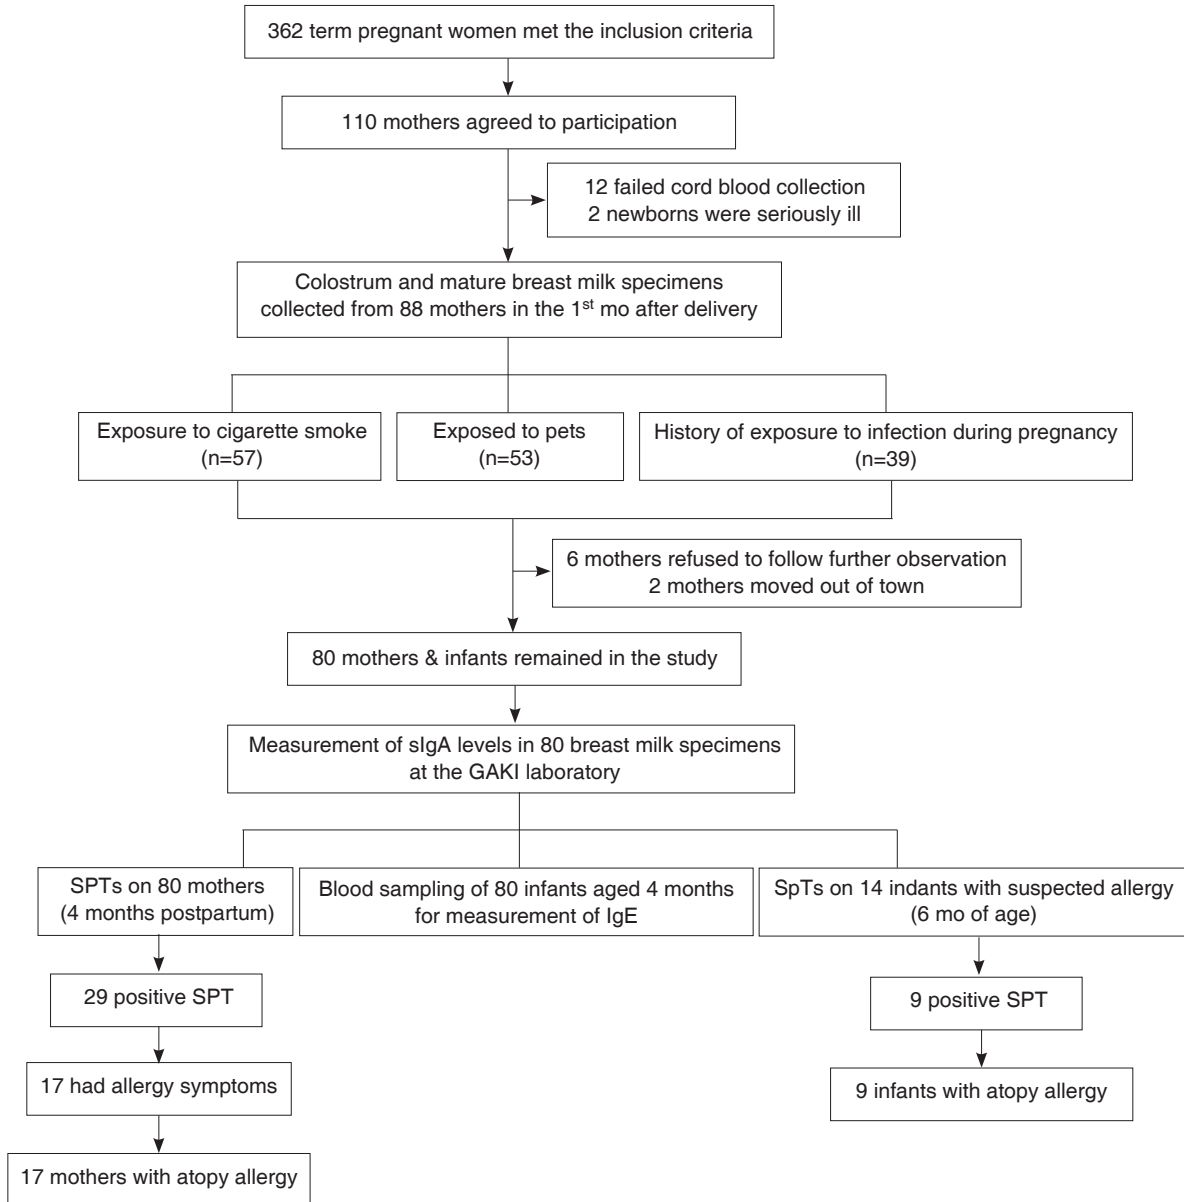 362 term pregnant women met the inclusion criteria
110 mothers agreed to participation
12 failed cord blood collection
2 newborns were seriously ill
Colostrum and mature breast milk specimens
collected from 88 mothers in the 1st mo after delivery
Exposure to cigarette smoke
(n=57)
Exposed to pets
(n=53)
History of exposure to infection during pregnancy
(n=39)
6 mothers refused to follow further observation
2 mothers moved out of town
80 mothers & infants remained in the study
Measurement of sIgA levels in 80 breast milk specimens
at the GAKI laboratory
SPTs on 80 mothers
(4 months postpartum)
Blood sampling of 80 infants aged 4 months
for measurement of IgE
SpTs on 14 indants with suspected allergy
(6 mo of age)
29 positive SPT
9 positive SPT
17 had allergy symptoms
9 infants with atopy allergy
17 mothers with atopy allergy